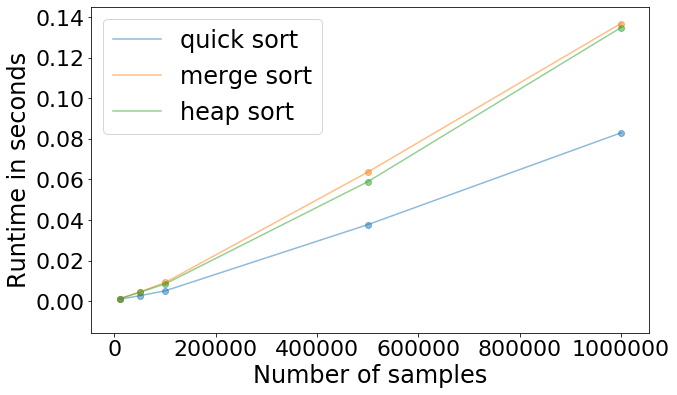 quick sort
merge sort
heap sort
Runtime in seconds
0.14
0.12
0.10
0.08
0.06
0.04
0.02
0.00
0 200000 400000 600000 800000 1000000
Number of samples